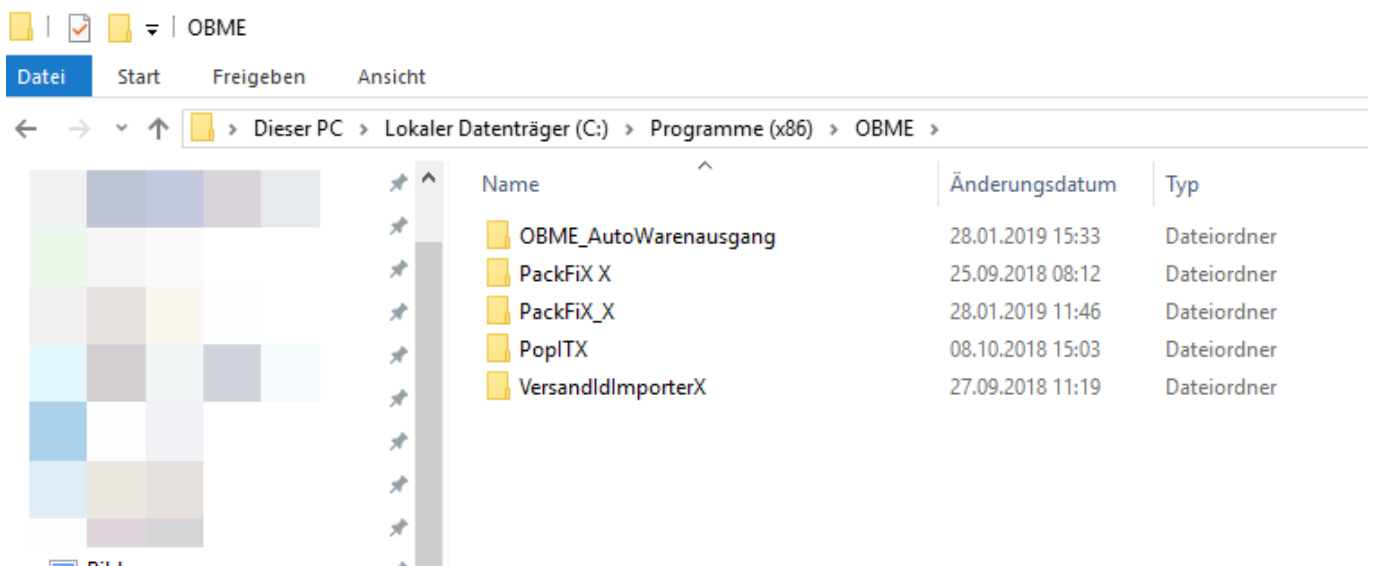 OBME
Datei Start Freigeben Ansicht
Dieser PC > Lokaler Datenträger (C:) > Programme (x86) > OBME >
Name Änderungsdatum Typ
OBME_AutoWarenausgang 28.01.2019 15:33 Dateiordner
PackFiX X 25.09.2018 08:12 Dateiordner
PackFiX_X 28.01.2019 11:46 Dateiordner
PopITX 08.10.2018 15:03 Dateiordner
VersandIdImporterX 27.09.2018 11:19 Dateiordner